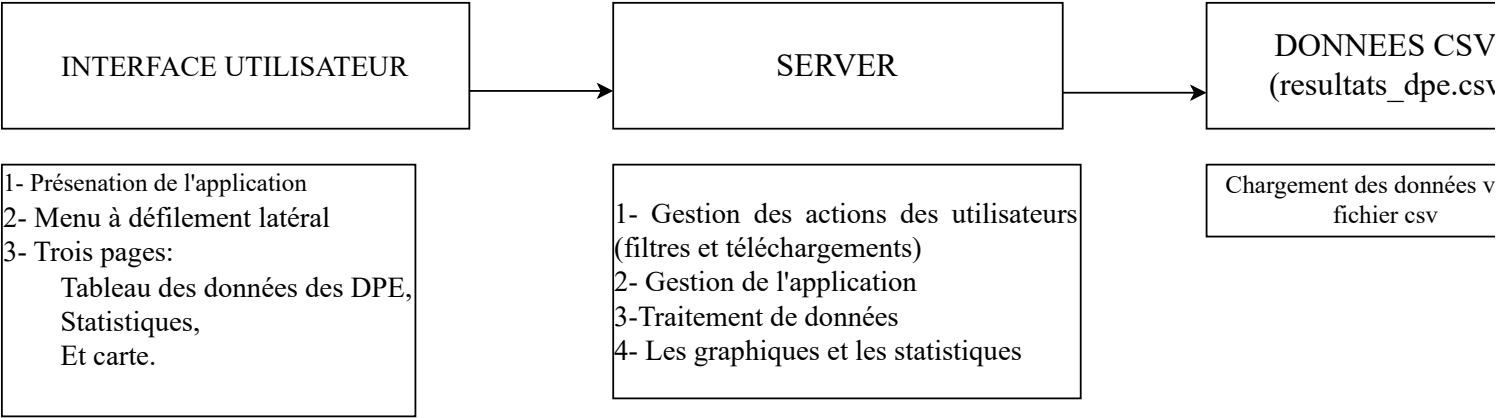 INTERFACE UTILISATEUR
SERVER
DONNEES CSV
(resultats_dpe.csv
1- Présenation de l'application
2- Menu à défilement latéral
3- Trois pages:
Tableau des données des DPE,
Statistiques,
Et carte.
1- Gestion des actions des utilisateurs
(filtres et téléchargements)
2- Gestion de l'application
3-Traitement de données
4- Les graphiques et les statistiques
Chargement des données v
fichier csv